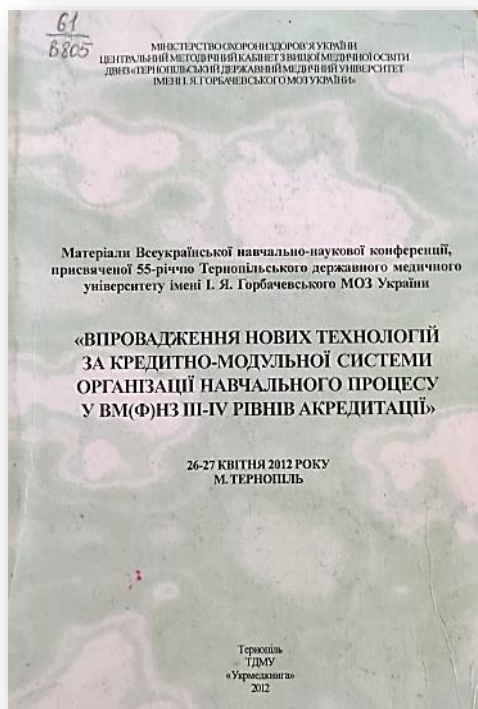 61
В805
МІНІСТЕРСТВО ОХОРОНИ ЗДОРОВ'Я УКРАЇНИ
ЦЕНТРАЛЬНИЙ МЕТОДИЧНИЙ КАБІНЕТ З ВИЩОЇ МЕДИЧНОЇ ОСВІТИ
ДВНЗ «ТЕРНОПІЛЬСЬКИЙ ДЕРЖАВНИЙ МЕДИЧНИЙ УНІВЕРСИТЕТ
ІМЕНІ І. Я. ГОРБАЧЕВСЬКОГО МОЗ УКРАЇНИ»
Матеріали Всеукраїнської навчально-наукової конференції,
присвяченої 55-річчю Тернопільського державного медичного
університету імені І. Я. Горбачевського МОЗ України
«ВПРОВАДЖЕННЯ НОВИХ ТЕХНОЛОГІЙ
ЗА КРЕДИТНО-МОДУЛЬНОЇ СИСТЕМИ
ОРГАНІЗАЦІЇ НАВЧАЛЬНОГО ПРОЦЕСУ
У ВМ(Ф)НЗ ІІІ-IV РІВНІВ АКРЕДИТАЦІЇ»
26-27 КВІТНЯ 2012 РОКУ
М. ТЕРНОПІЛЬ
Тернопіль
ТДМУ
«Укрмедкнига»
2012